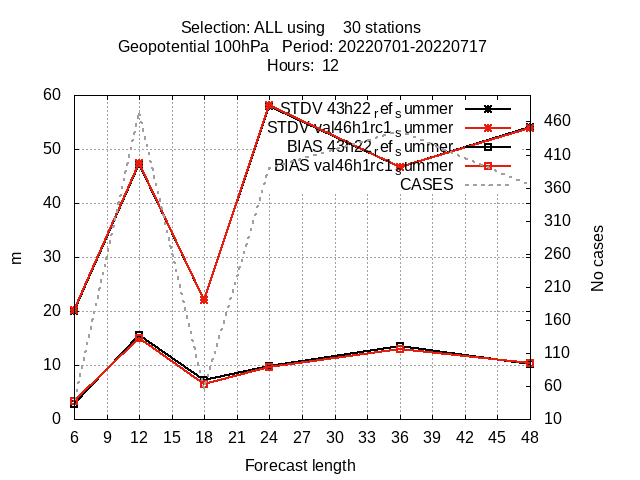 Selection: ALL using    30 stations
Geopotential 100hPa   Period: 20220701-20220717
Hours:  12
60
50
40
30
20
10
0
m
STDV 43h22_ref_summer
STDV val46h1rc1_summer
BIAS 43h22_ref_summer
BIAS val46h1rc1_summer
CASES
460
410
360
310
260
210
160
110
60
10
No cases
6 9 12 15 18 21 24 27 30 33 36 39 42 45 48
Forecast length